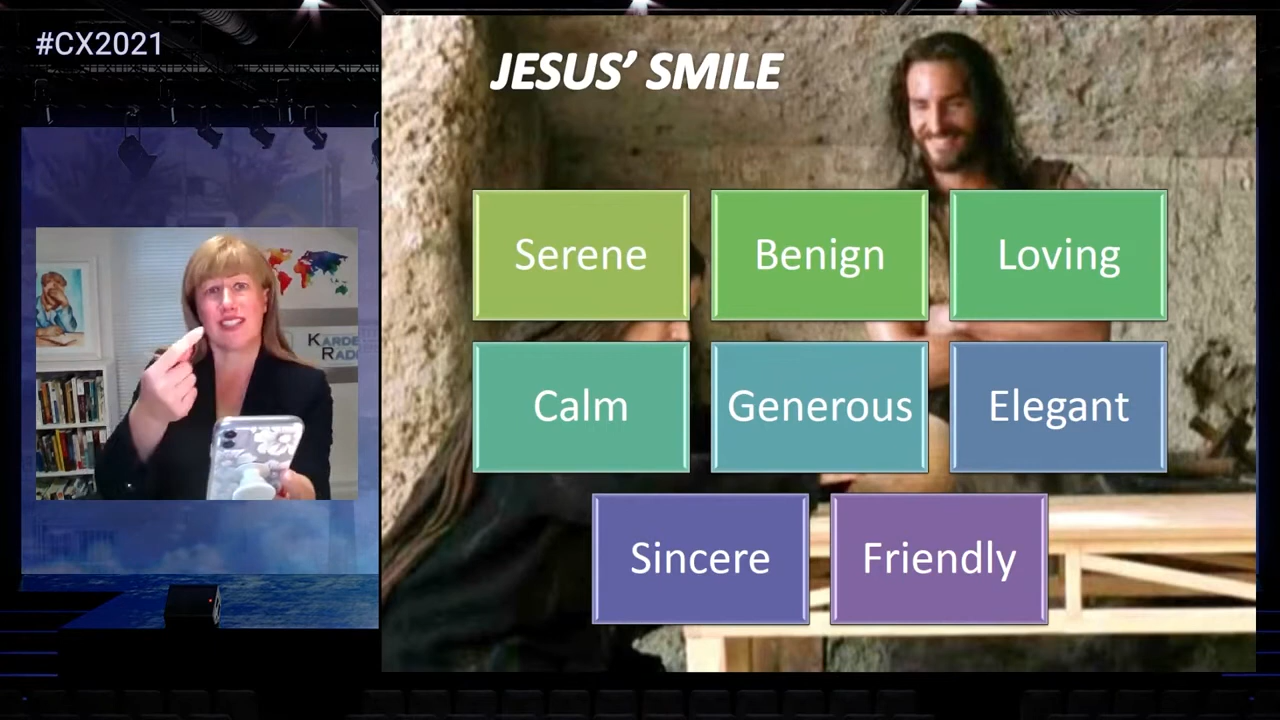 #CX2021
JESUS’ SMILE
Serene
Benign
Loving
Calm
Generous
Elegant
Sincere
Friendly